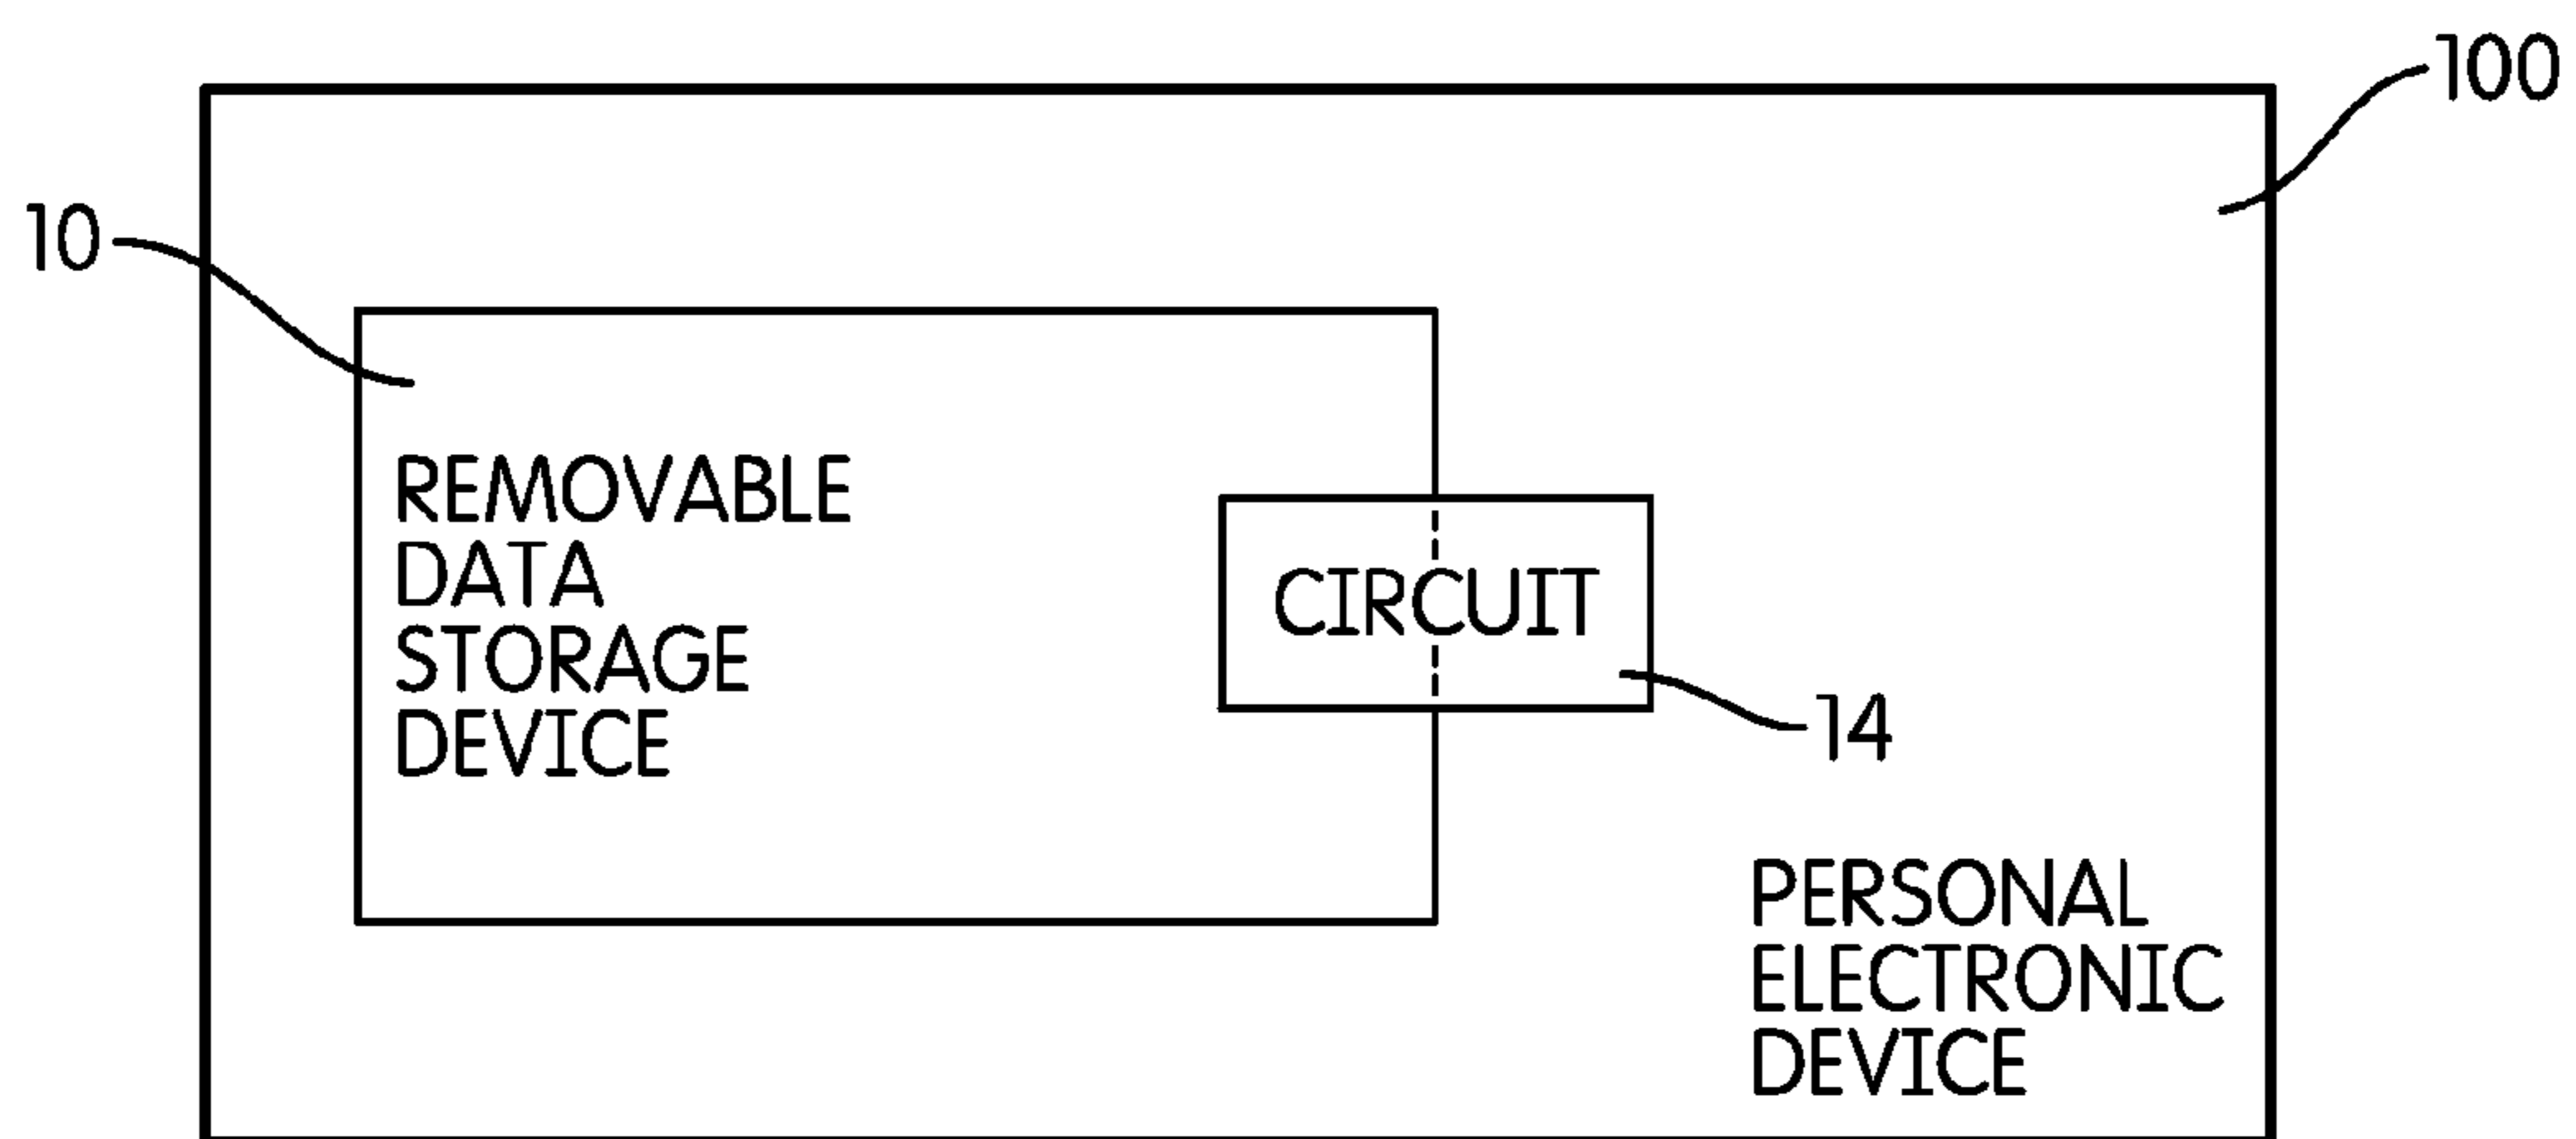 100
10
REMOVABLE
DATA
STORAGE
DEVICE
CIRCUIT
14
PERSONAL
ELECTRONIC
DEVICE